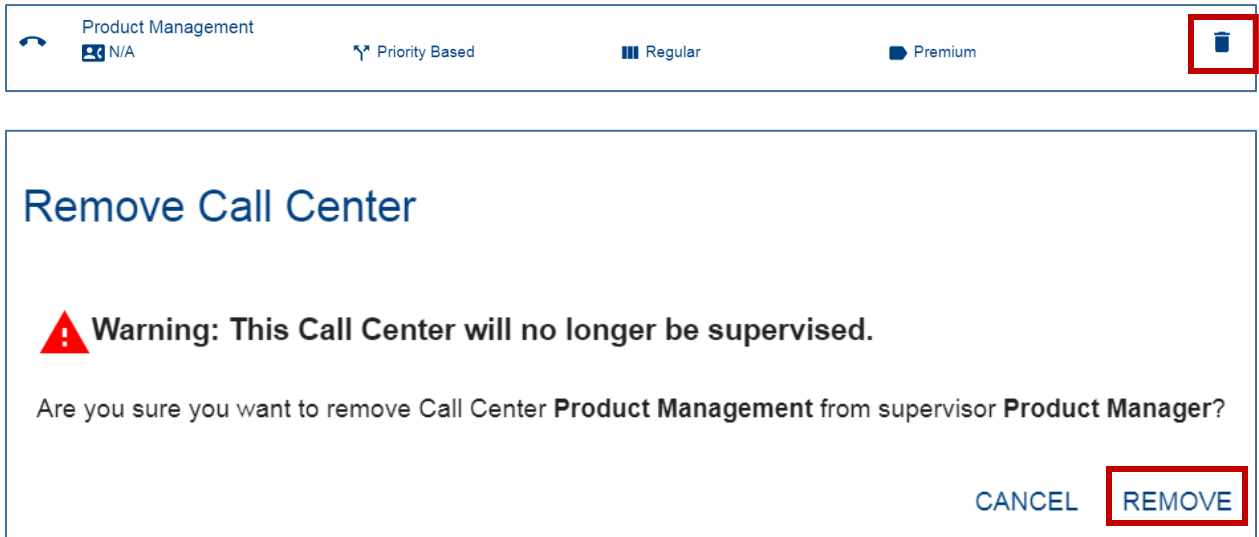 Product Management
N/A Priority Based Regular Premium
Remove Call Center
Warning: This Call Center will no longer be supervised.
Are you sure you want to remove Call Center Product Management from supervisor Product Manager?
CANCEL REMOVE